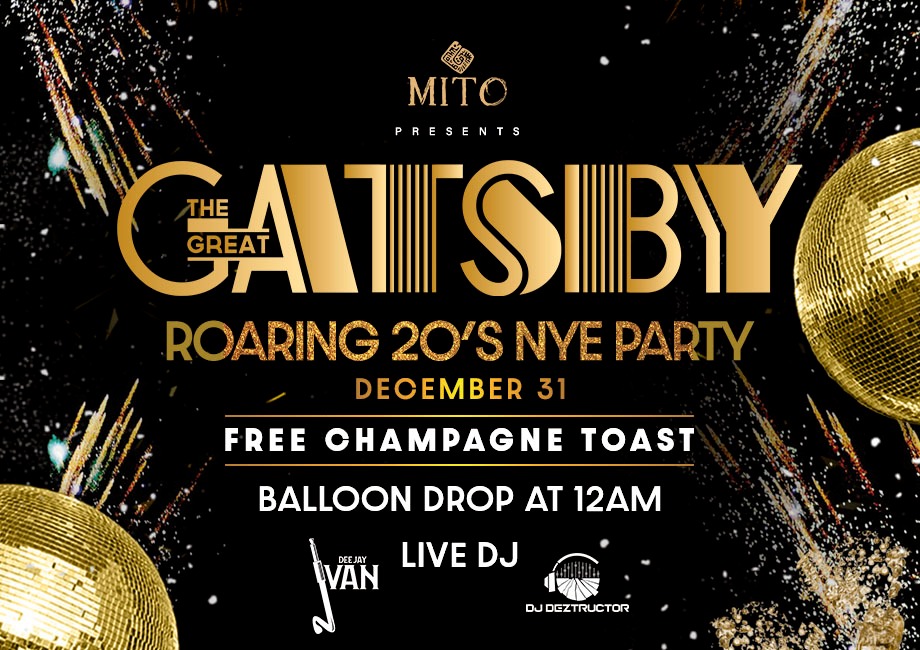 MITO
PRESENTS
THE
GREAT
GATSBY
ROARING 20'S NYE PARTY
DECEMBER 31
FREE CHAMPAGNE TOAST
BALLOON DROP AT 12AM
LIVE DJ
DEEJAY
IVAN
DJ DEZTRUCTOR